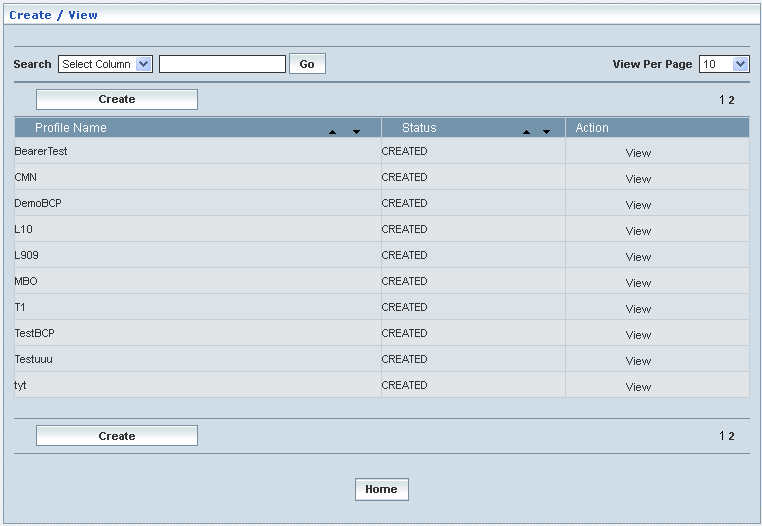 Create / View
Search Select Column Go View Per Page 10
Create 1 2
Profile Name Status Action
BearerTest CREATED View
CMN CREATED View
DemoBCP CREATED View
L10 CREATED View
L909 CREATED View
MBO CREATED View
T1 CREATED View
TestBCP CREATED View
Testuuu CREATED View
tyt CREATED View
Create 1 2
Home